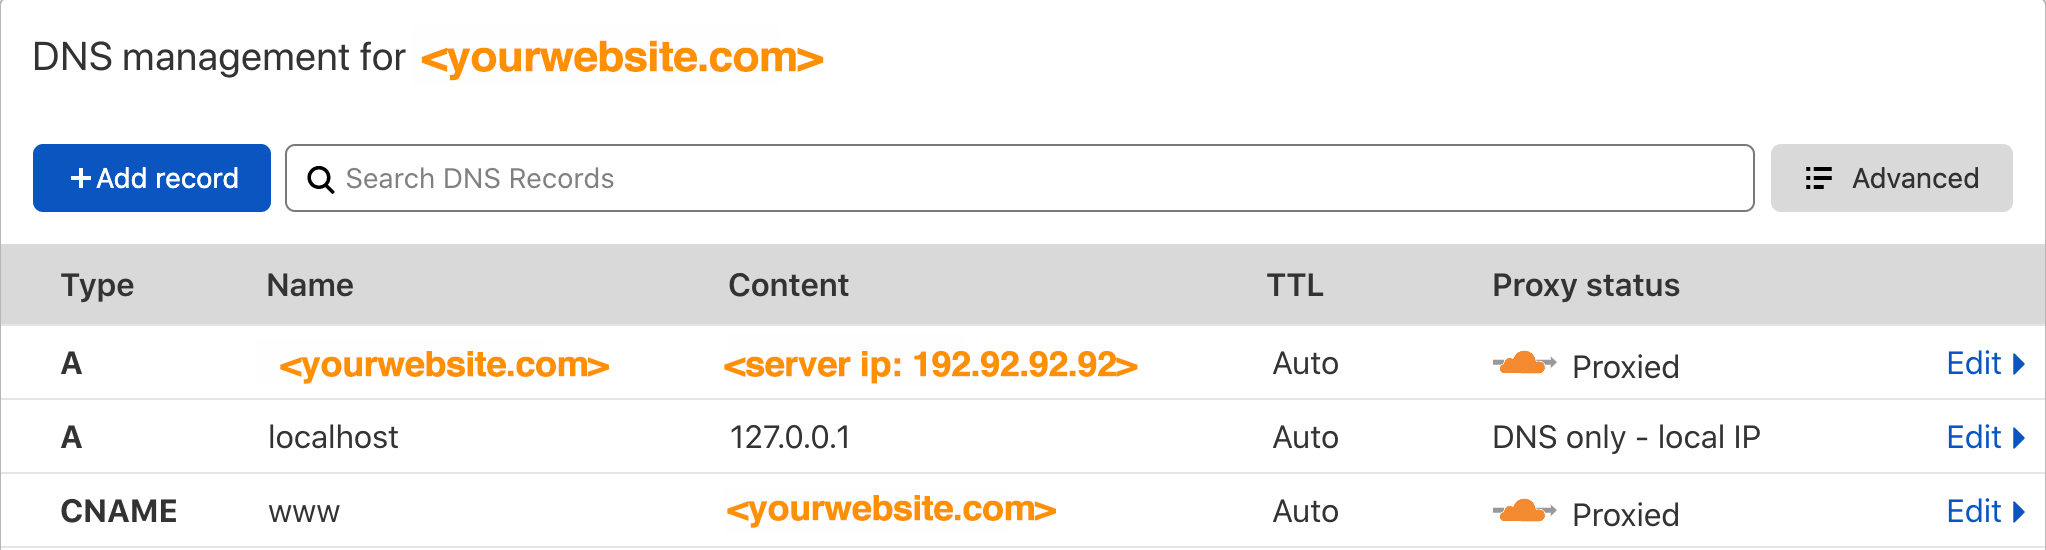 DNS management for <yourwebsite.com>
+ Add record Search DNS Records Advanced
Type Name Content TTL Proxy status
A <yourwebsite.com> <server ip: 192.92.92.92> Auto Proxied Edit
A localhost 127.0.0.1 Auto DNS only - local IP Edit
CNAME www <yourwebsite.com> Auto Proxied Edit